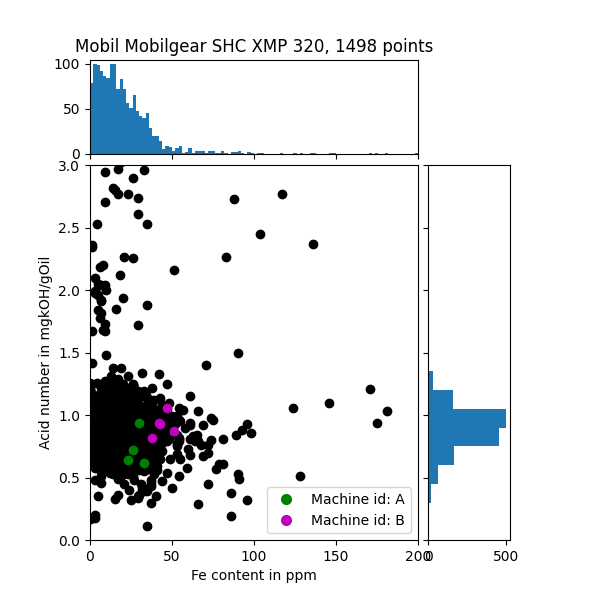 Mobil Mobilgear SHC XMP 320, 1498 points
100
50
0
3.0
2.5
2.0
1.5
1.0
0.5
0.0
Acid number in mgkOH/gOil
Machine id: A
Machine id: B
0 50 100 150 200 0 500
Fe content in ppm